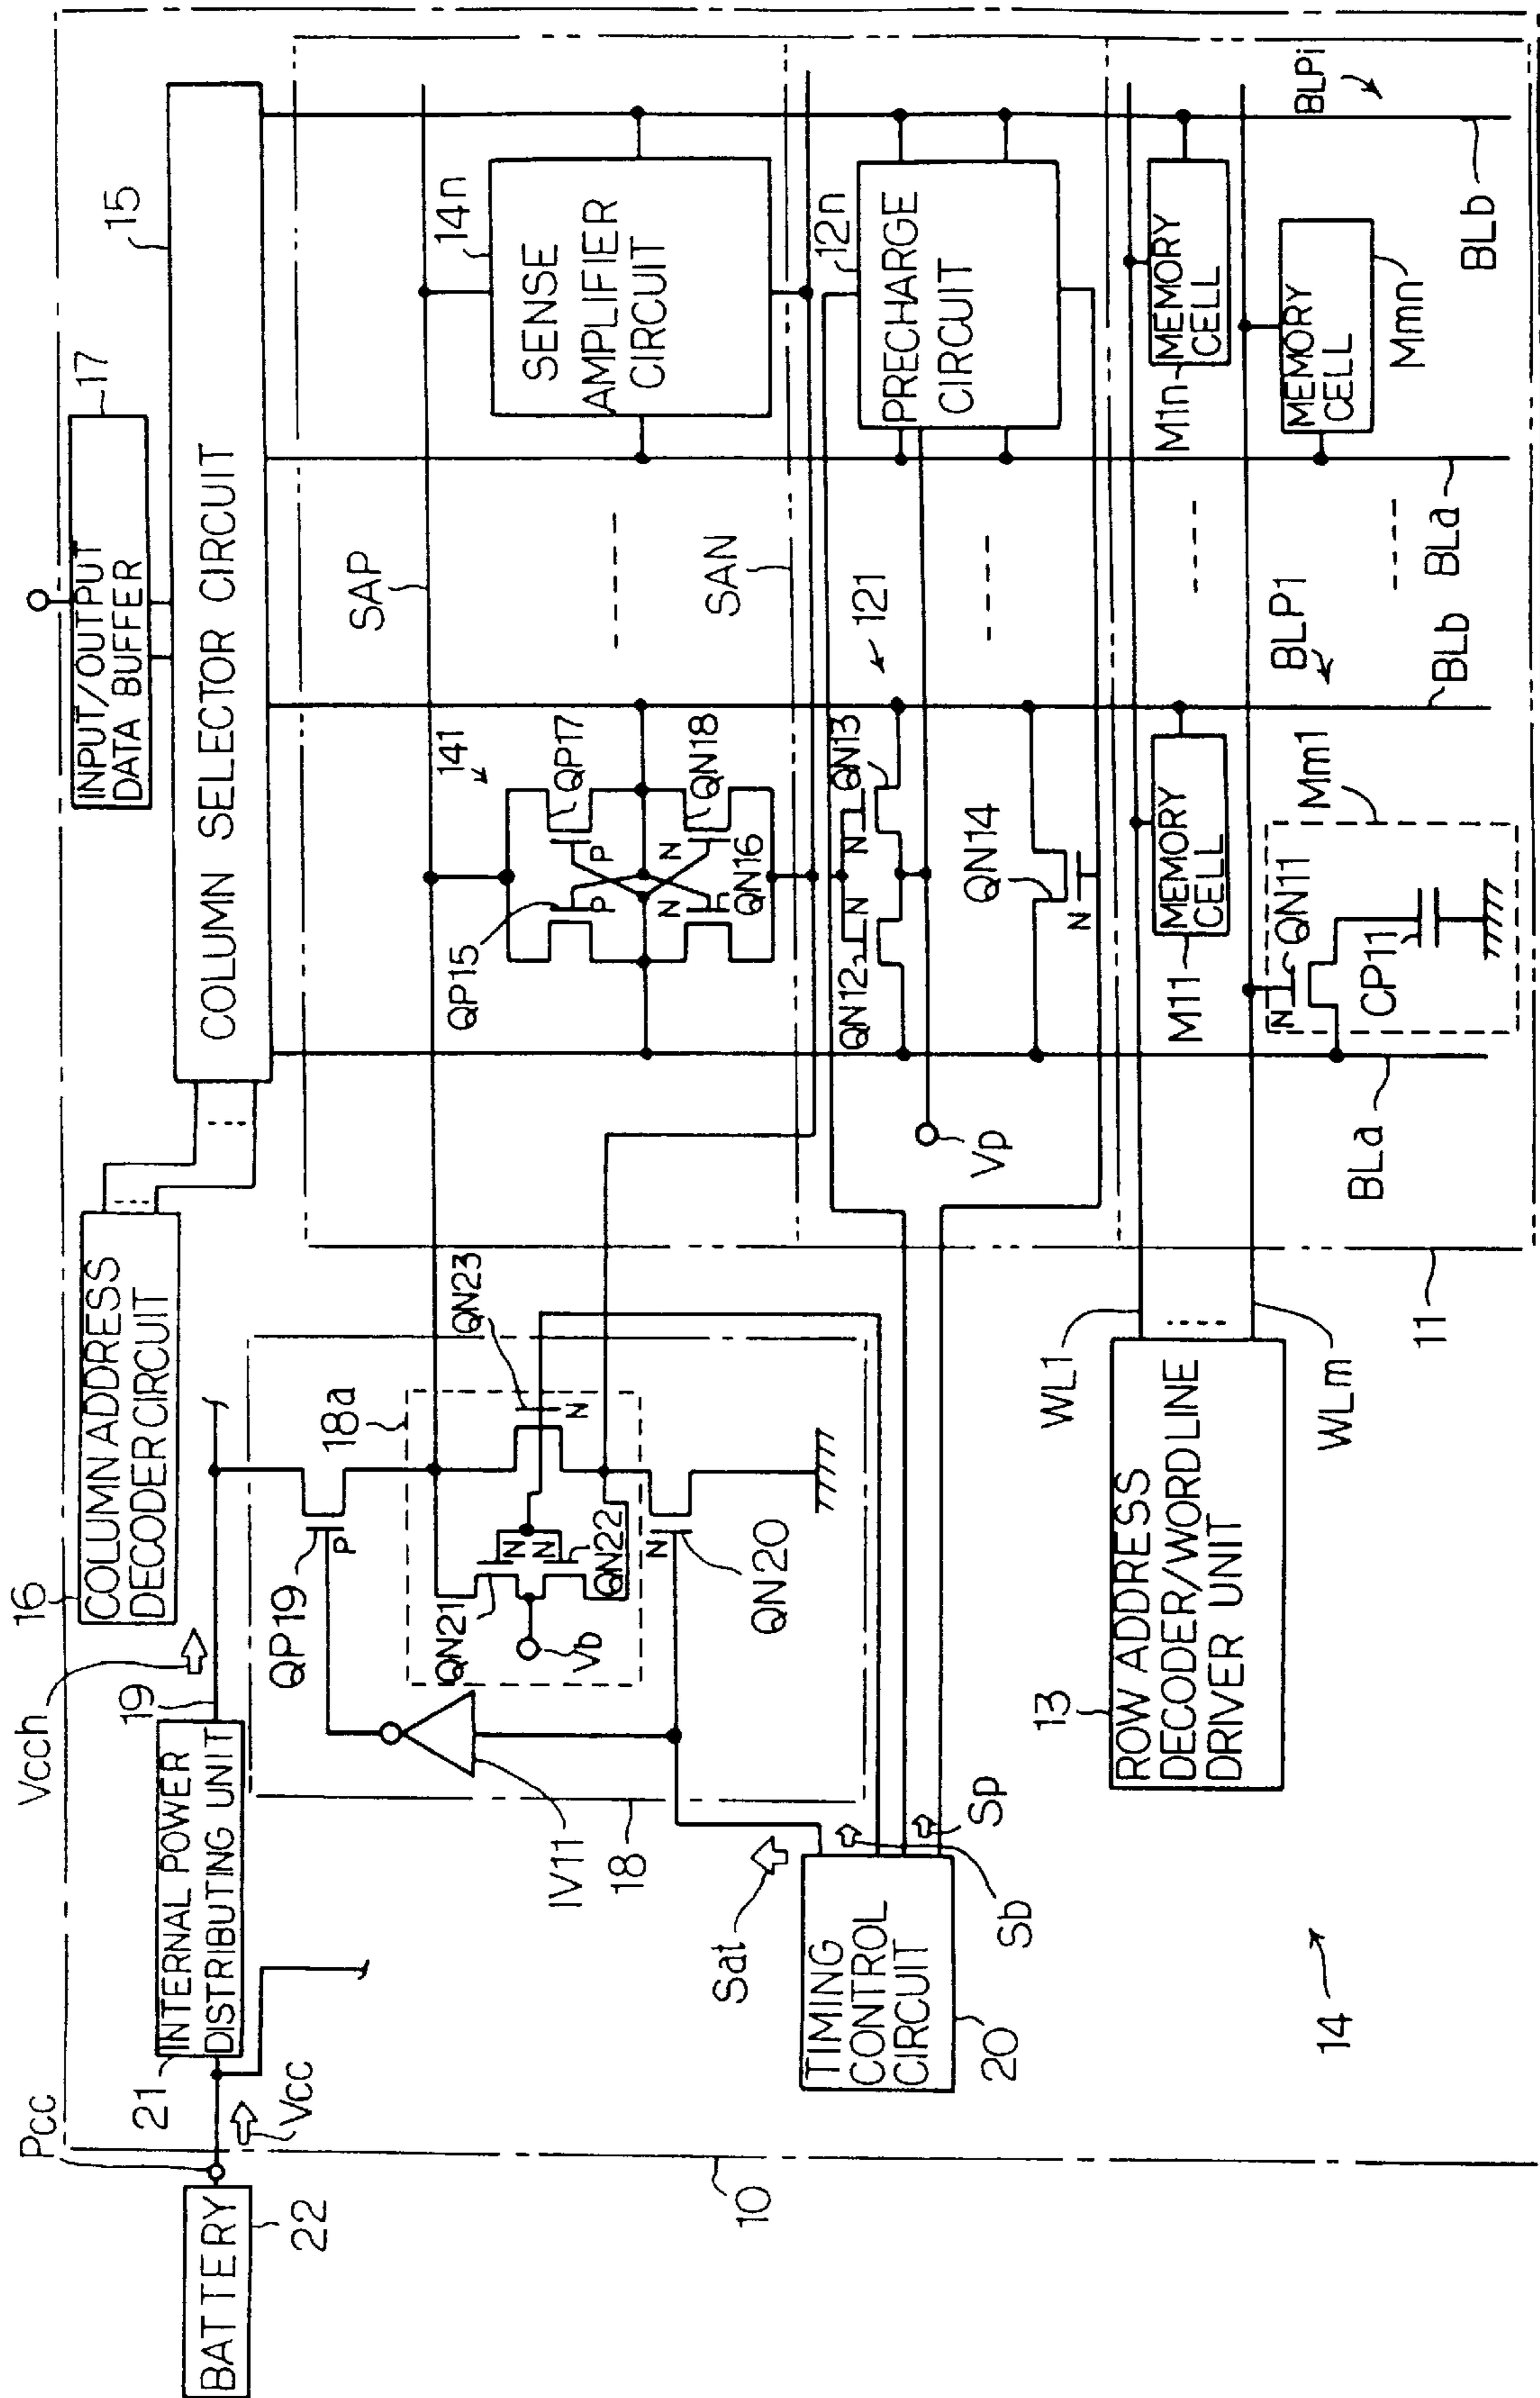 BATTERY
22
Pcc
Vcc
21
INTERNAL POWER
DISTRIBUTING UNIT
19
Vcch
16
COLUMN ADDRESS
DECODER CIRCUIT
17
INPUT/OUTPUT
DATA BUFFER
15
COLUMN SELECTOR CIRCUIT
10
18
IV11
QP19
P
18a
QN23
N
QN21
N
N
QN22
Vb
N
QN20
Sat
Sb
Sp
TIMING
CONTROL
CIRCUIT
20
14
13
ROW ADDRESS
DECODER/WORD LINE
DRIVER UNIT
WL1
WLm
11
SAP
SAN
141
QP15
QP17
P
P
N
N
QN18
QN16
14n
SENSE
AMPLIFIER
CIRCUIT
121
QN12
N
N
QN13
Vp
QN14
N
12n
PRECHARGE
CIRCUIT
M11
MEMORY
CELL
M1n
MEMORY
CELL
Mm1
N
QN11
CP11
Mmn
MEMORY
CELL
BLa
BLP1
BLb
BLa
BLPi
BLb